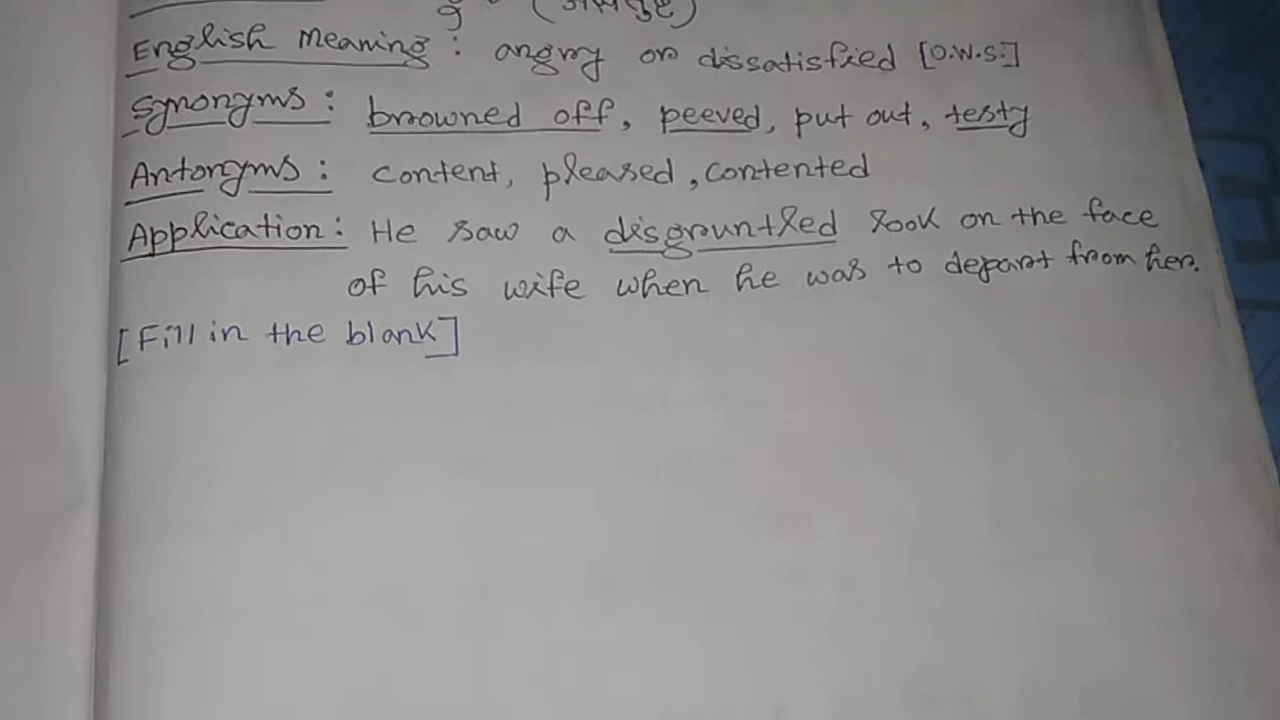 English Meaning : angry or dissatisfied [O.W.S.]
Synonyms : browned off, peeved, put out, testy
Antonyms : content, pleased, contented
Application : He saw a disgruntled look on the face
of his wife when he was to depart from her.
[Fill in the blank]